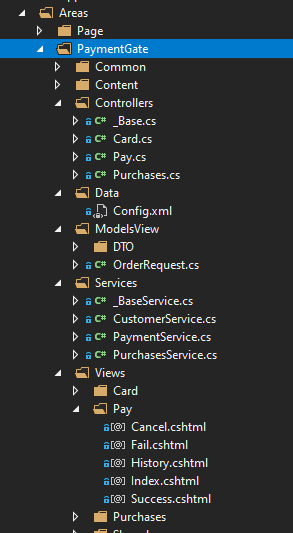 Areas
Page
PaymentGate
Common
Content
Controllers
C# _Base.cs
C# Card.cs
C# Pay.cs
C# Purchases.cs
Data
Config.xml
ModelsView
DTO
C# OrderRequest.cs
Services
C# _BaseService.cs
C# CustomerService.cs
C# PaymentService.cs
C# PurchasesService.cs
Views
Card
Pay
[@] Cancel.cshtml
[@] Fail.cshtml
[@] History.cshtml
[@] Index.cshtml
[@] Success.cshtml
Purchases